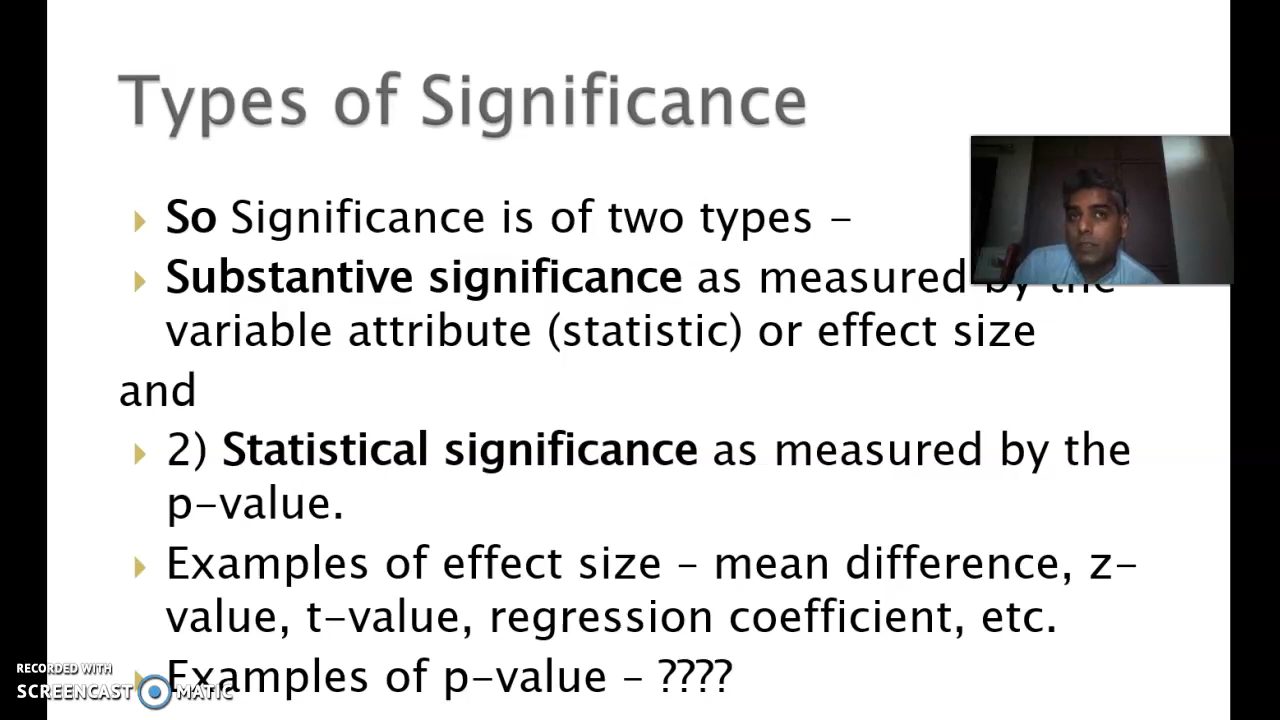 Types of Significance
So Significance is of two types –
Substantive significance as measured by the
variable attribute (statistic) or effect size
and
2) Statistical significance as measured by the
p-value.
Examples of effect size – mean difference, z-
value, t-value, regression coefficient, etc.
Examples of p-value – ????
RECORDED WITH
SCREENCAST MATIC